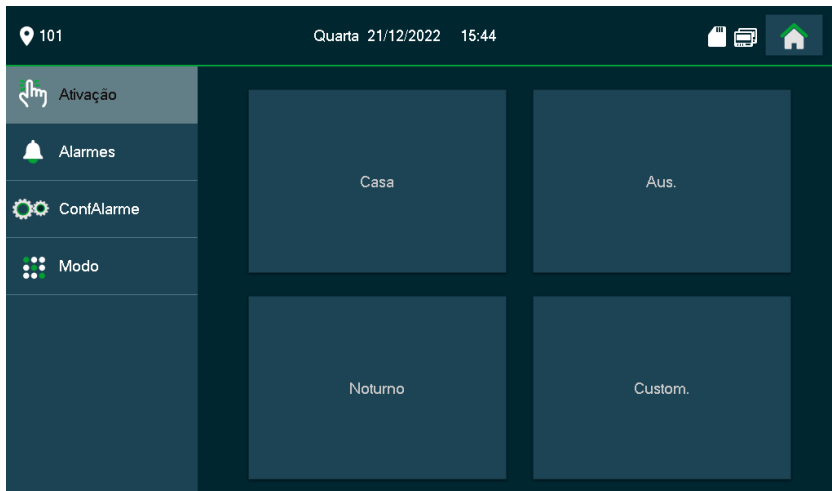 101
Quarta 21/12/2022 15:44
Ativação
Alarmes
ConfAlarme
Modo
Casa
Aus.
Noturno
Custom.